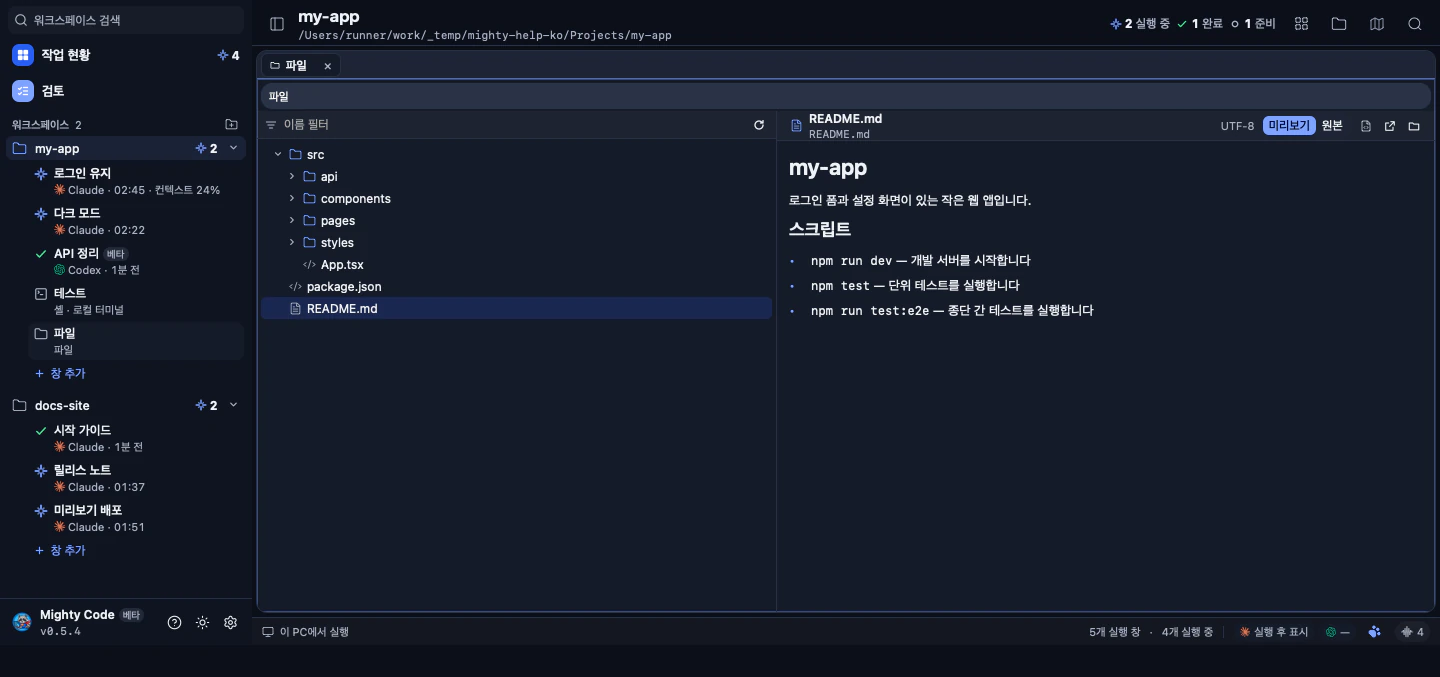 워크스페이스 검색
작업 현황 4
검토
워크스페이스 2
my-app 2
로그인 유지
Claude · 02:45 · 컨텍스트 24%
다크 모드
Claude · 02:22
API 정리 베타
Codex · 1분 전
테스트
셸 · 로컬 터미널
파일
파일
+ 창 추가
docs-site 2
시작 가이드
Claude · 1분 전
릴리스 노트
Claude · 01:37
미리보기 배포
Claude · 01:51
+ 창 추가
Mighty Code 베타
v0.5.4
my-app
/Users/runner/work/_temp/mighty-help-ko/Projects/my-app
2 실행 중 1 완료 1 준비
파일
파일
이름 필터
src
api
components
pages
styles
App.tsx
package.json
README.md
README.md
README.md
UTF-8 미리보기 원본
my-app
로그인 폼과 설정 화면이 있는 작은 웹 앱입니다.
스크립트
• npm run dev — 개발 서버를 시작합니다
• npm test — 단위 테스트를 실행합니다
• npm run test:e2e — 종단 간 테스트를 실행합니다
이 PC에서 실행
5개 실행 창 · 4개 실행 중
실행 후 표시
—
4